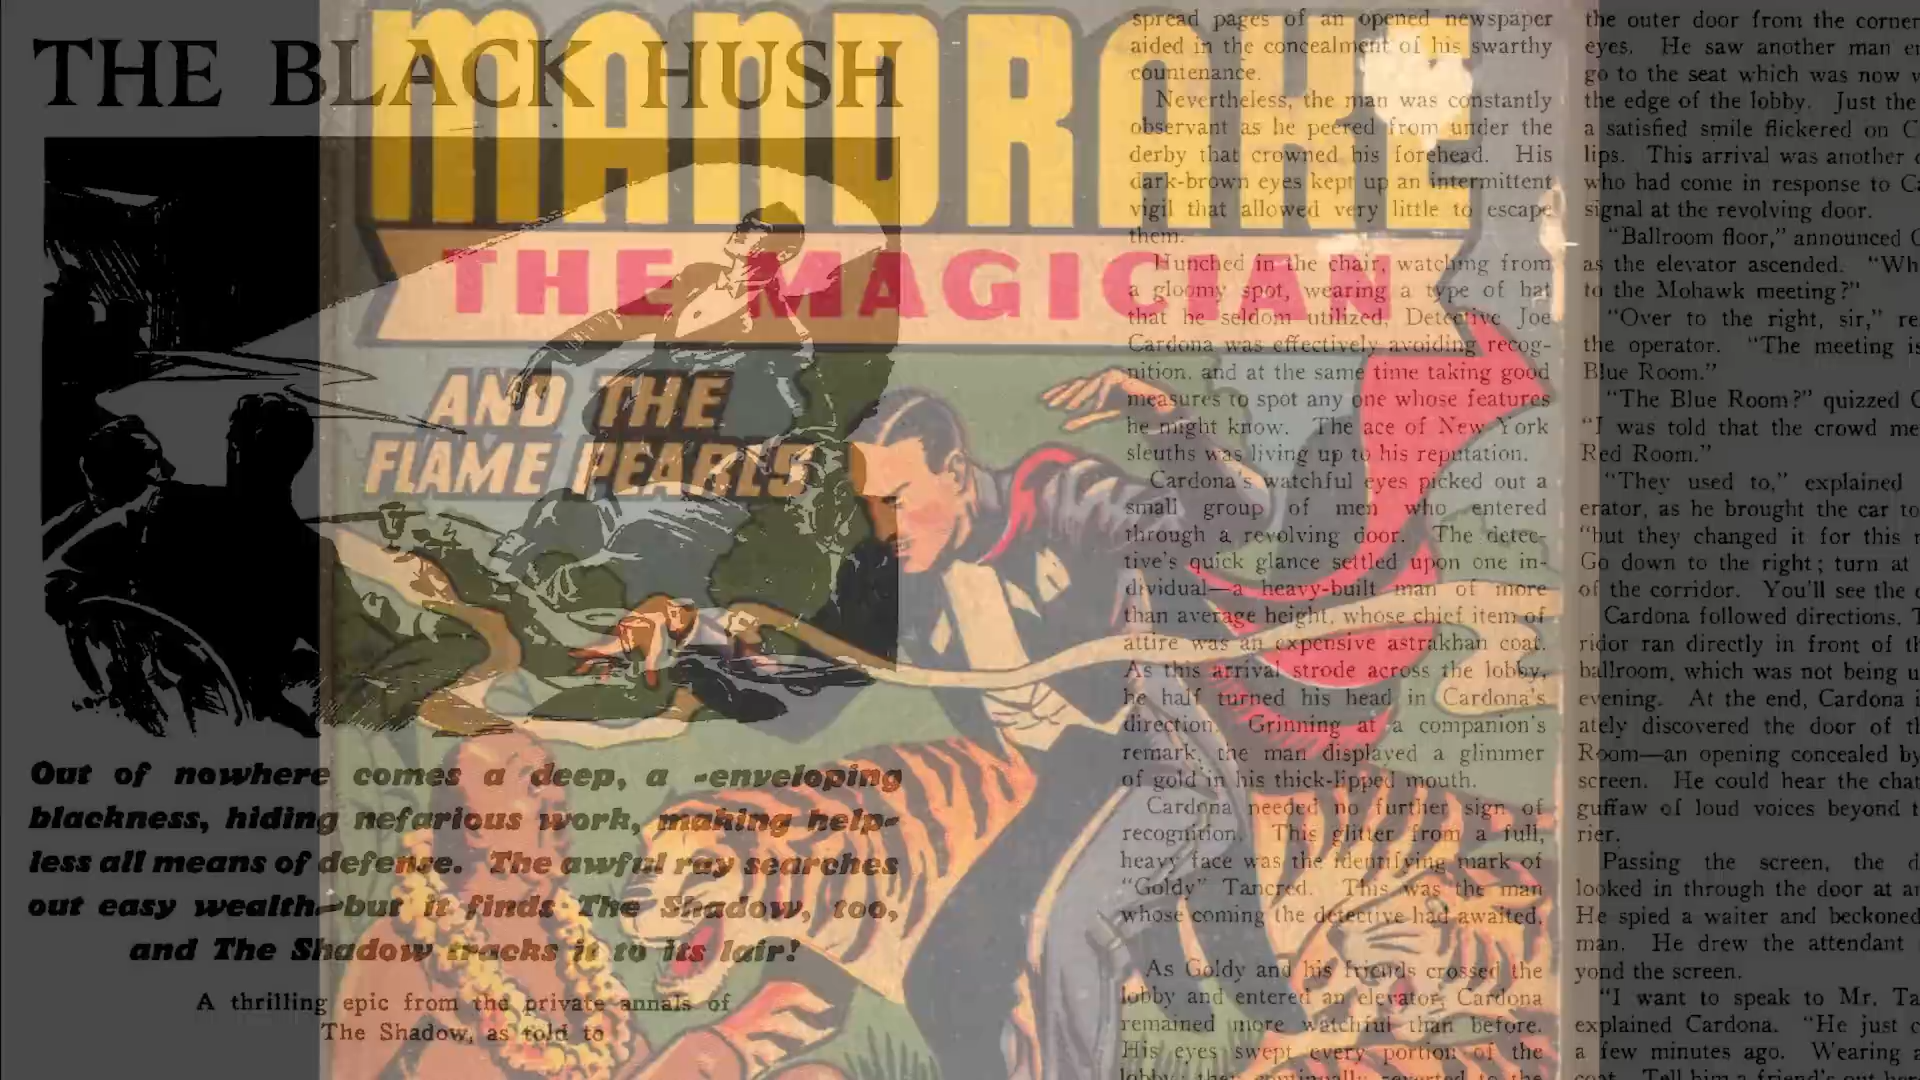 THE BLACK HUSH
Out of nowhere comes a deep, a -enveloping
blackness, hiding nefarious work, making help-
less all means of defense. The awful ray searches
out easy wealth—but it finds The Shadow, too,
and The Shadow tracks it to its lair!
A thrilling epic from the private annals of
The Shadow, as told to
MANDRAKE
THE MAGICIAN
AND THE
FLAME PEARLS
spread pages of an opened newspaper
aided in the concealment of his swarthy
countenance.
Nevertheless, the man was constantly
observant as he peered from under the
derby that crowned his forehead. His
dark-brown eyes kept up an intermittent
vigil that allowed very little to escape
them.
Hunched in the chair, watching from
a gloomy spot, wearing a type of hat
that he seldom utilized, Detective Joe
Cardona was effectively avoiding recog-
nition, and at the same time taking good
measures to spot any one whose features
he might know. The ace of New York
sleuths was living up to his reputation.
Cardona's watchful eyes picked out a
small group of men who entered
through a revolving door. The detec-
tive's quick glance settled upon one in-
dividual—a heavy-built man of more
than average height, whose chief item of
attire was an expensive astrakhan coat.
As this arrival strode across the lobby,
he half turned his head in Cardona's
direction. Grinning at a companion's
remark, the man displayed a glimmer
of gold in his thick-lipped mouth.
Cardona needed no further sign of
recognition. This glitter from a full,
heavy face was the identifying mark of
"Goldy" Tancred. This was the man
whose coming the detective had awaited.
As Goldy and his friends crossed the
lobby and entered an elevator, Cardona
remained more watchful than before.
His eyes swept every portion of the
the outer door from the corner
eyes. He saw another man
go to the seat which was now
the edge of the lobby. Just the
a satisfied smile flickered on
lips. This arrival was another
who had come in response to
signal at the revolving door.
"Ballroom floor," announced
as the elevator ascended.
to the Mohawk meeting?"
"Over to the right, sir,"
the operator. "The meeting is
Blue Room."
"The Blue Room?" quizzed
"I was told that the crowd
Red Room."
"They used to," explained
erator, as he brought the car to
"but they changed it for this
Go down to the right; turn at
of the corridor. You'll see the
Cardona followed directions.
ridor ran directly in front of
ballroom, which was not being
evening. At the end, Cardona
ately discovered the door of
Room—an opening concealed by
screen. He could hear the
guffaw of loud voices beyond
rier.
Passing the screen, the
looked in through the door at
He spied a waiter and beckoned
man. He drew the attendant
yond the screen.
"I want to speak to Mr.
explained Cardona. "He just
a few minutes ago. Wearing